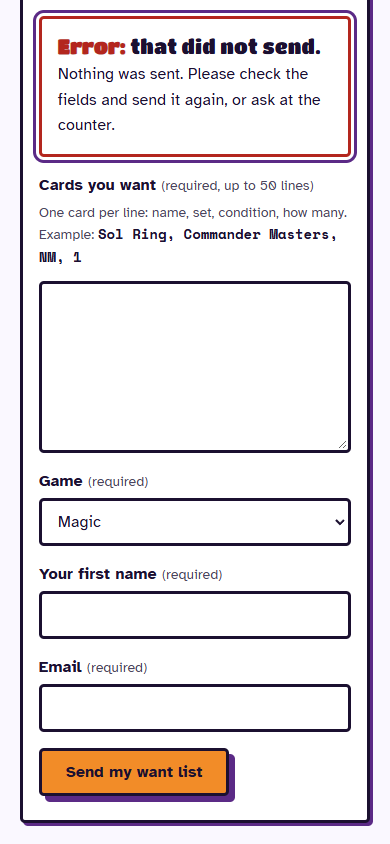 Error: that did not send.
Nothing was sent. Please check the
fields and send it again, or ask at the
counter.
Cards you want (required, up to 50 lines)
One card per line: name, set, condition, how many.
Example: Sol Ring, Commander Masters,
NM, 1
Game (required)
Magic
Your first name (required)
Email (required)
Send my want list